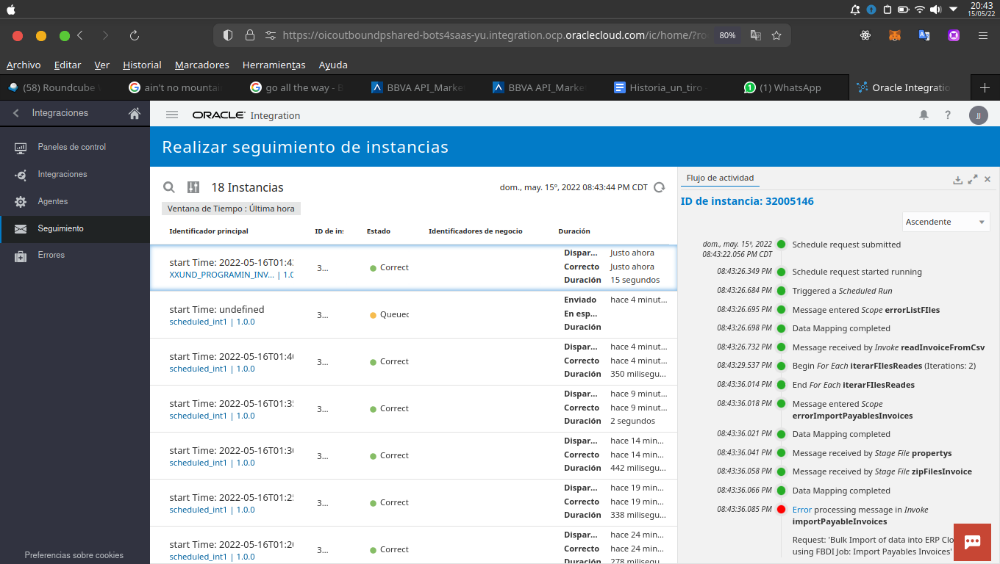 20:43
15/05/22
https://oicoutboundpshared-bots4saas-yu.integration.ocp.oraclecloud.com/ic/home/?ro
80%
Archivo Editar Ver Historial Marcadores Herramientas Ayuda
(58) Roundcube
ain't no mountai
go all the way - B
BBVA API_Marke
BBVA API_Marke
Historia_un_tiro -
(1) WhatsApp
Oracle Integratio
Integraciones
Paneles de control
Integraciones
Agentes
Seguimiento
Errores
Preferencias sobre cookies
ORACLE Integration
JJ
Realizar seguimiento de instancias
18 Instancias
dom., may. 15º, 2022 08:43:44 PM CDT
Ventana de Tiempo : Última hora
Identificador principal ID de in Estado Identificadores de negocio Duración
start Time: 2022-05-16T01:4
XXUND_PROGRAMIN_INV... | 1.0
3...
Correct
Dispar... Justo ahora
Correcto Justo ahora
Duración 15 segundos
start Time: undefined
scheduled_int1 | 1.0.0
3...
Queued
Enviado hace 4 minut...
En esp...
Duración
start Time: 2022-05-16T01:40
scheduled_int1 | 1.0.0
3...
Correct
Dispar... hace 4 minut...
Correcto hace 4 minut...
Duración 350 milisegu...
start Time: 2022-05-16T01:35
scheduled_int1 | 1.0.0
3...
Correct
Dispar... hace 9 minut...
Correcto hace 9 minut...
Duración 2 segundos
start Time: 2022-05-16T01:30
scheduled_int1 | 1.0.0
3...
Correct
Dispar... hace 14 min...
Correcto hace 14 min...
Duración 442 milisegu...
start Time: 2022-05-16T01:25
scheduled_int1 | 1.0.0
3...
Correct
Dispar... hace 19 min...
Correcto hace 19 min...
Duración 338 milisegu...
start Time: 2022-05-16T01:20
scheduled_int1 | 1.0.0
3...
Correct
Dispar... hace 24 min...
Correcto hace 24 min...
Duración 278 milisegu...
Flujo de actividad
ID de instancia: 32005146
Ascendente
dom., may. 15º, 2022
08:43:22.056 PM CDT
Schedule request submitted
08:43:26.349 PM Schedule request started running
08:43:26.684 PM Triggered a Scheduled Run
08:43:26.695 PM Message entered Scope errorListFIles
08:43:26.698 PM Data Mapping completed
08:43:26.732 PM Message received by Invoke readInvoiceFromCsv
08:43:29.537 PM Begin For Each iterarFIlesReades (Iterations: 2)
08:43:36.014 PM End For Each iterarFIlesReades
08:43:36.018 PM Message entered Scope
errorImportPayablesInvoices
08:43:36.021 PM Data Mapping completed
08:43:36.041 PM Message received by Stage File propertys
08:43:36.058 PM Message received by Stage File zipFilesInvoice
08:43:36.066 PM Data Mapping completed
08:43:36.085 PM Error processing message in Invoke
importPayableInvoices
Request: 'Bulk Import of data into ERP Clo
using FBDI Job: Import Payables Invoices'